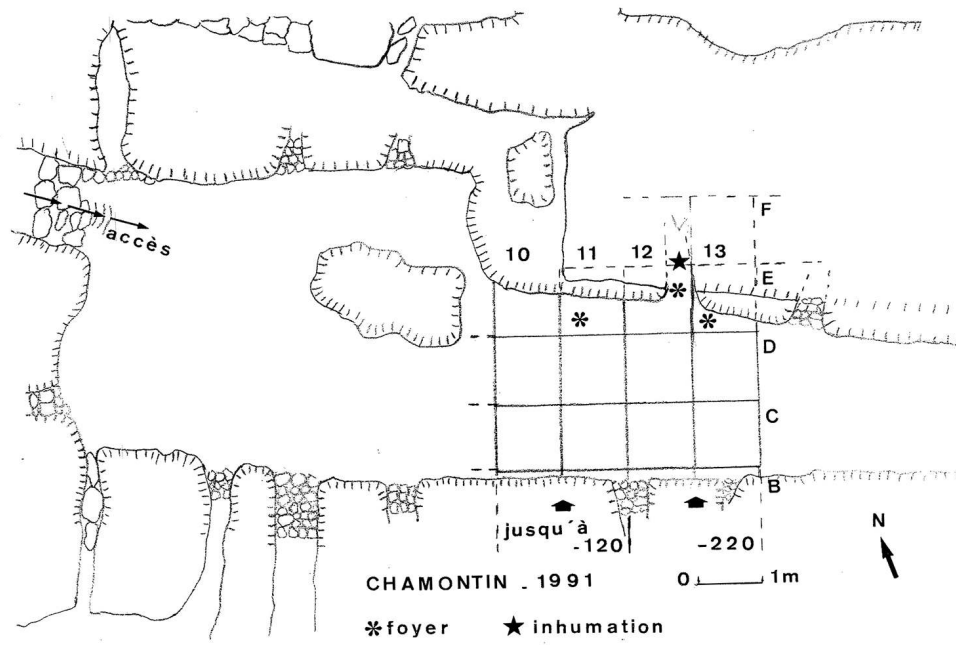 F
10 11 12 13
E
accès
D
C
B
jusqu'à
-120 -220
N
CHAMONTIN - 1991 0 1m
foyer inhumation